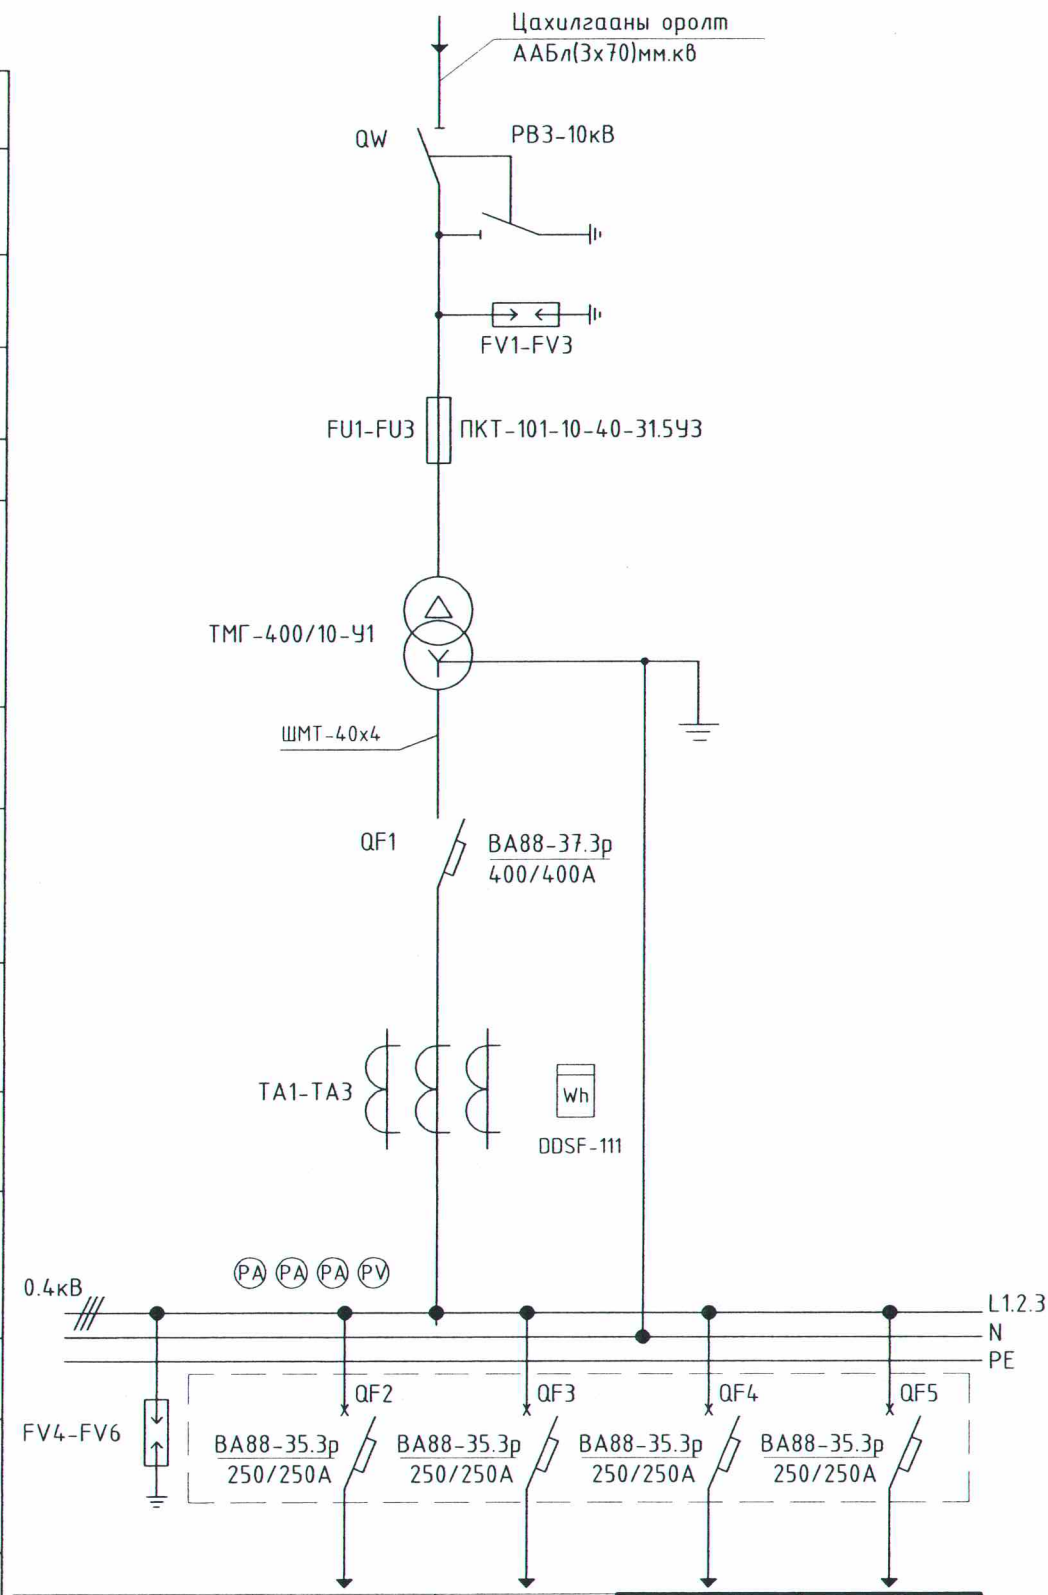 Цахилгааны оролт
ААБл(3х70)мм.кв
QW
РВЗ-10кВ
FV1-FV3
FU1-FU3
ПКТ-101-10-40-31.5У3
ТМГ-400/10-У1
ШМТ-40х4
QF1
ВА88-37.3р
400/400А
ТА1-ТА3
Wh
DDSF-111
PA PA PA PV
0.4кВ
L1.2.3
N
PE
QF2
QF3
QF4
QF5
FV4-FV6
ВА88-35.3р
ВА88-35.3р
ВА88-35.3р
ВА88-35.3р
250/250А
250/250А
250/250А
250/250А